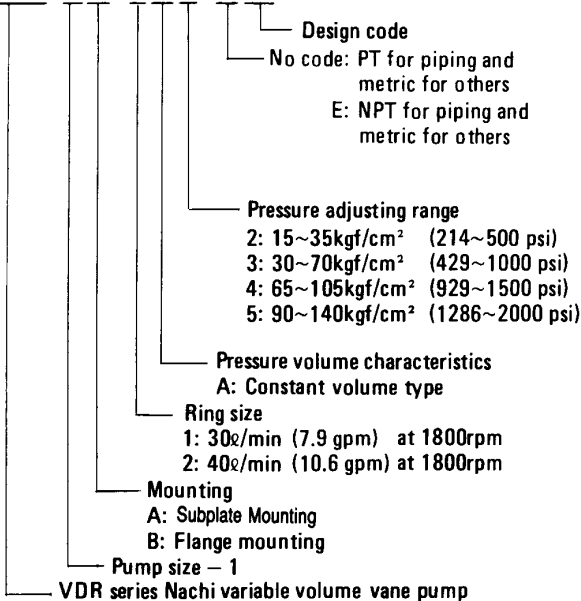 Design code
No code: PT for piping and
metric for others
E: NPT for piping and
metric for others
Pressure adjusting range
2: 15~35kgf/cm² (214~500 psi)
3: 30~70kgf/cm² (429~1000 psi)
4: 65~105kgf/cm² (929~1500 psi)
5: 90~140kgf/cm² (1286~2000 psi)
Pressure volume characteristics
A: Constant volume type
Ring size
1: 30ℓ/min (7.9 gpm) at 1800rpm
2: 40ℓ/min (10.6 gpm) at 1800rpm
Mounting
A: Subplate Mounting
B: Flange mounting
Pump size – 1
VDR series Nachi variable volume vane pump